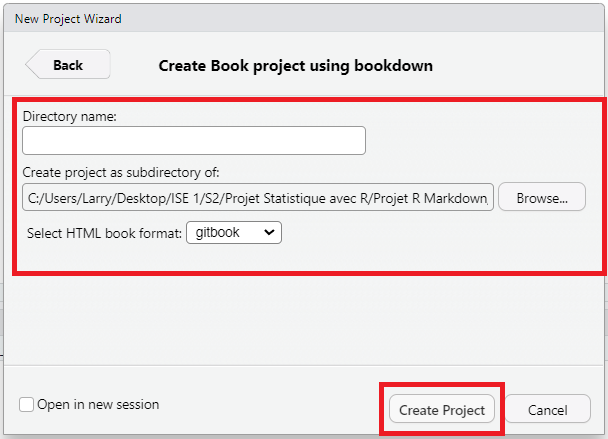 New Project Wizard
Back
Create Book project using bookdown
Directory name:
Create project as subdirectory of:
C:/Users/Larry/Desktop/ISE 1/S2/Projet Statistique avec R/Projet R Markdown,
Browse...
Select HTML book format: gitbook
Open in new session
Create Project
Cancel